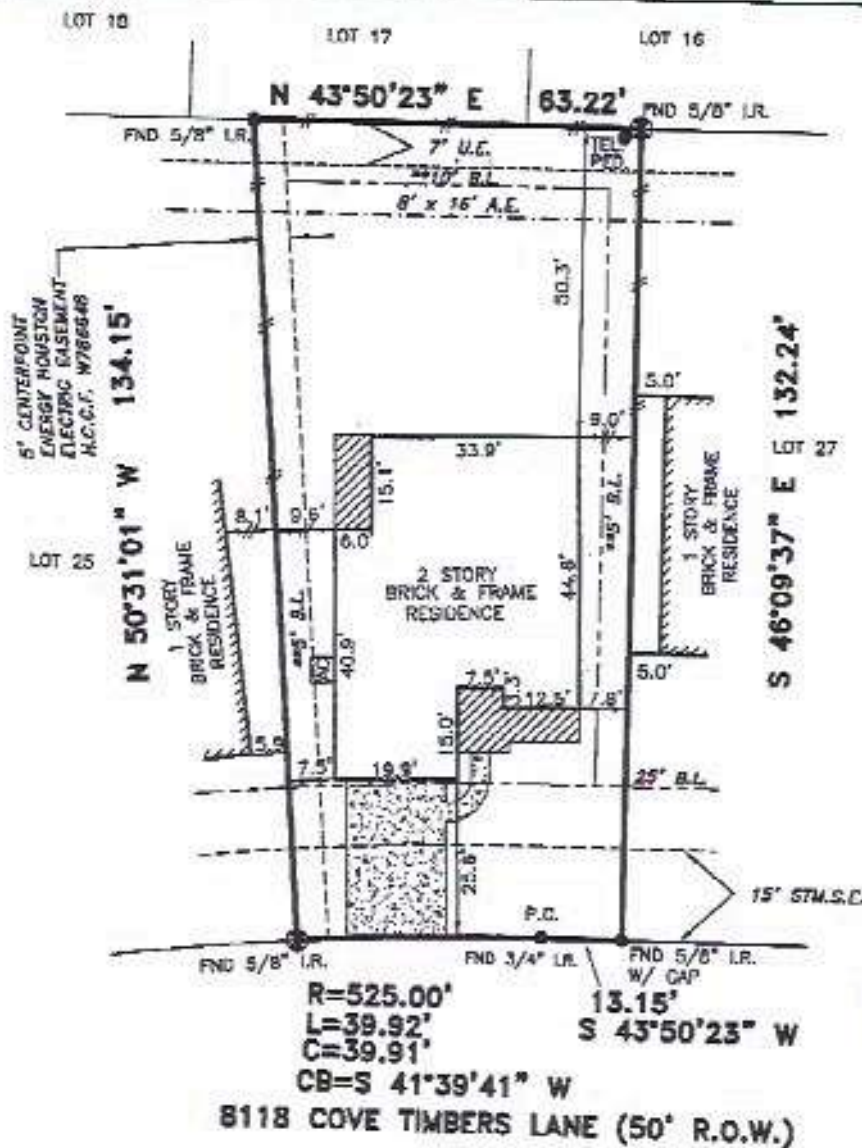 LOT 18
LOT 17
LOT 16
N 43°50'23" E 63.22'
FND 5/8" I.R.
FND 5/8" I.R.
TEL.
PED.
7' U.E.
**10' B.L.
8' x 16' A.E.
5' CENTERPOINT
ENERGY HOUSTON
ELECTRIC EASEMENT
H.C.C.F.
N 50°31'01" W 134.15'
S 46°09'37" E 132.24'
50.3'
5.0'
LOT 27
9.0'
33.9'
15.1'
**5' B.L.
1 STORY
BRICK & FRAME
RESIDENCE
8.1'
9.6'
6.0'
LOT 25
1 STORY
BRICK & FRAME
RESIDENCE
2 STORY
BRICK & FRAME
RESIDENCE
44.8'
**5' B.L.
40.9'
A/C
5.0'
7.5'
12.5'
7.6'
15.0'
7.5'
19.9'
25' B.L.
25.8'
15' STM.S.E.
P.C.
FND 5/8" I.R.
FND 3/4" I.R.
FND 5/8" I.R.
W/ CAP
R=525.00'
L=39.92'
C=39.91'
CB=S 41°39'41" W
13.15'
S 43°50'23" W
8118 COVE TIMBERS LANE (50' R.O.W.)